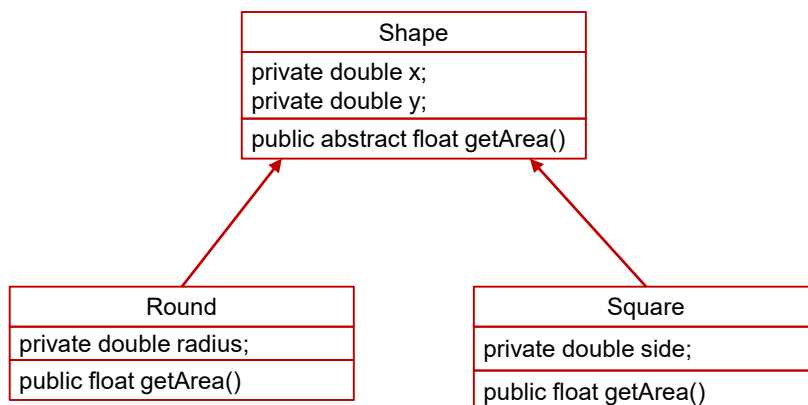 Shape
private double x;
private double y;
public abstract float getArea()
Round
private double radius;
public float getArea()
Square
private double side;
public float getArea()